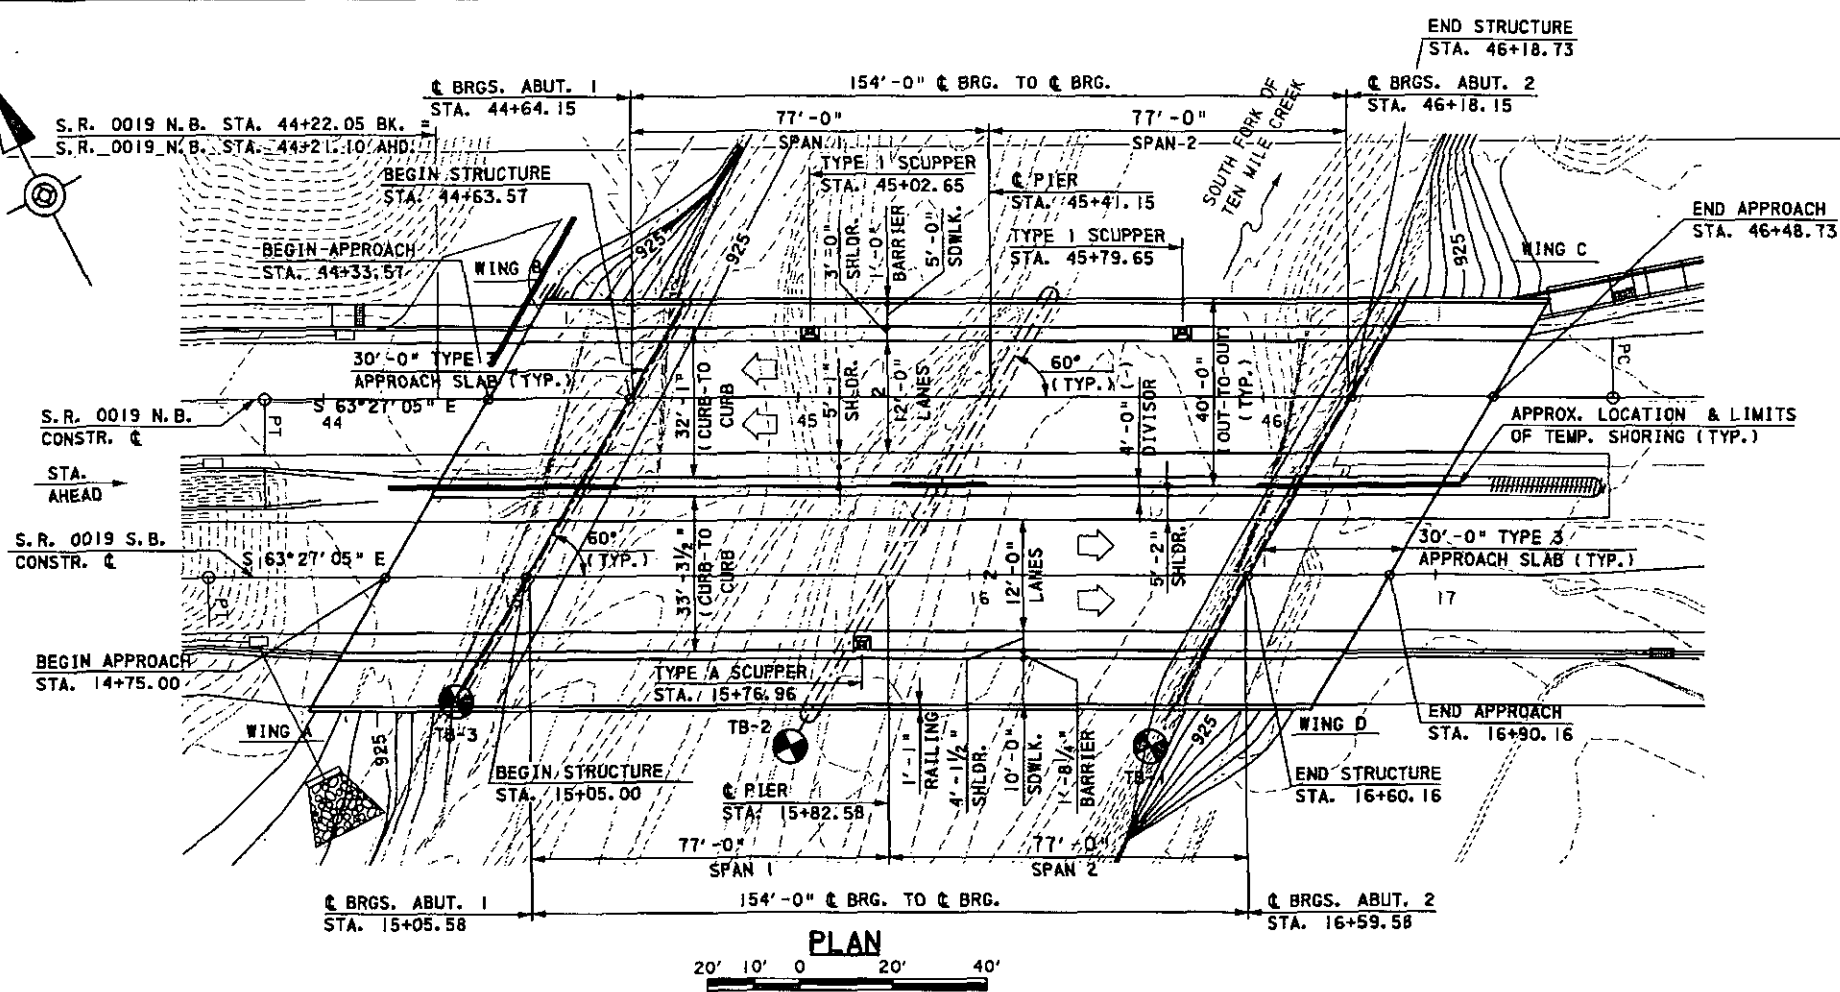 END STRUCTURE
STA. 46+18.73
℄ BRGS. ABUT. 1
STA. 44+64.15
154'-0" ℄ BRG. TO ℄ BRG.
℄ BRGS. ABUT. 2
STA. 46+18.15
S.R. 0019 N.B. STA. 44+22.05 BK. =
S.R. 0019 N.B. STA. 44+21.10 AHD.
77'-0"
SPAN 1
77'-0"
SPAN 2
SOUTH FORK OF
TEN MILE CREEK
BEGIN STRUCTURE
STA. 44+63.57
TYPE 1 SCUPPER
STA. 45+02.65
℄ PIER
STA. 45+41.15
END APPROACH
STA. 46+48.73
BEGIN APPROACH
STA. 44+33.57
WING B
925
925
3'-0"
SHLDR.
1'-0"
BARRIER
5'-0"
SDWLK.
TYPE 1 SCUPPER
STA. 45+79.65
925
WING C
30'-0" TYPE 3
APPROACH SLAB (TYP.)
32'-1"
(CURB-TO
CURB
5'-1"
SHLDR.
2
12'-0"
LANES
60°
(TYP.)
4'-0" (-)
DIVISOR
40'-0"
(OUT-TO-OUT)
(TYP.)
PC
S.R. 0019 N.B.
CONSTR. ℄
PT
S 63°27'05" E
44
45
46
APPROX. LOCATION & LIMITS
OF TEMP. SHORING (TYP.)
STA.
AHEAD
S.R. 0019 S.B.
CONSTR. ℄
S 63°27'05" E
PT
60°
(TYP.)
33'-3½"
(CURB-TO
CURB
16
2
12'-0"
LANES
5'-2"
SHLDR.
30'-0" TYPE 3
APPROACH SLAB (TYP.)
17
BEGIN APPROACH
STA. 14+75.00
TYPE A SCUPPER
STA. 15+76.96
WING A
925
TB-3
TB-2
TB-1
925
WING D
END APPROACH
STA. 16+90.16
BEGIN STRUCTURE
STA. 15+05.00
℄ PIER
STA. 15+82.58
1'-1"
RAILING
4'-1½"
SHLDR.
10'-0"
SDWLK.
1'-8¼"
BARRIER
END STRUCTURE
STA. 16+60.16
77'-0"
SPAN 1
77'-0"
SPAN 2
℄ BRGS. ABUT. 1
STA. 15+05.58
154'-0" ℄ BRG. TO ℄ BRG.
℄ BRGS. ABUT. 2
STA. 16+59.58
PLAN
20' 10' 0 20' 40'